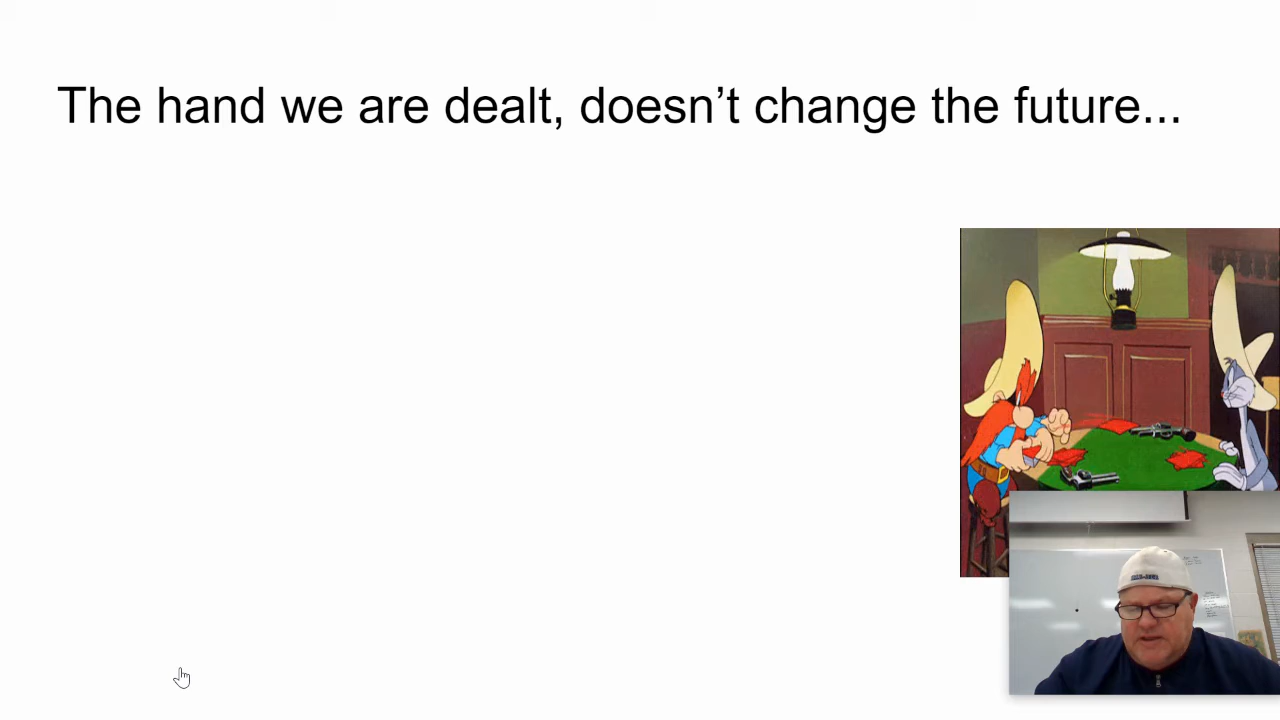 The hand we are dealt, doesn’t change the future...